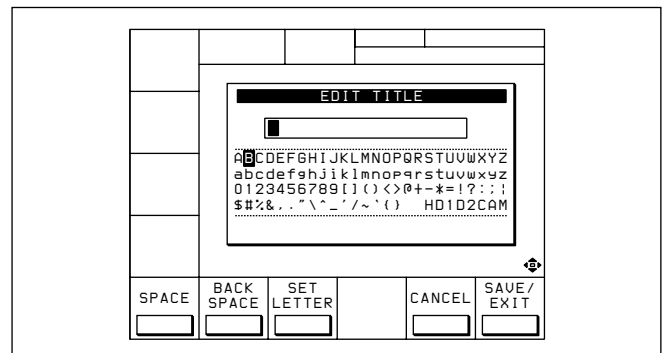 EDIT TITLE
ABCDEFGHIJKLMNOPQRSTUVWXYZ
abcdefghijklmnopqrstuvwxyz
0123456789[]()<>@+-*=!?:;¦
$#%&,."\^_'/~`{} HD1D2CAM
SPACE
BACK SPACE
SET LETTER
CANCEL
SAVE/ EXIT